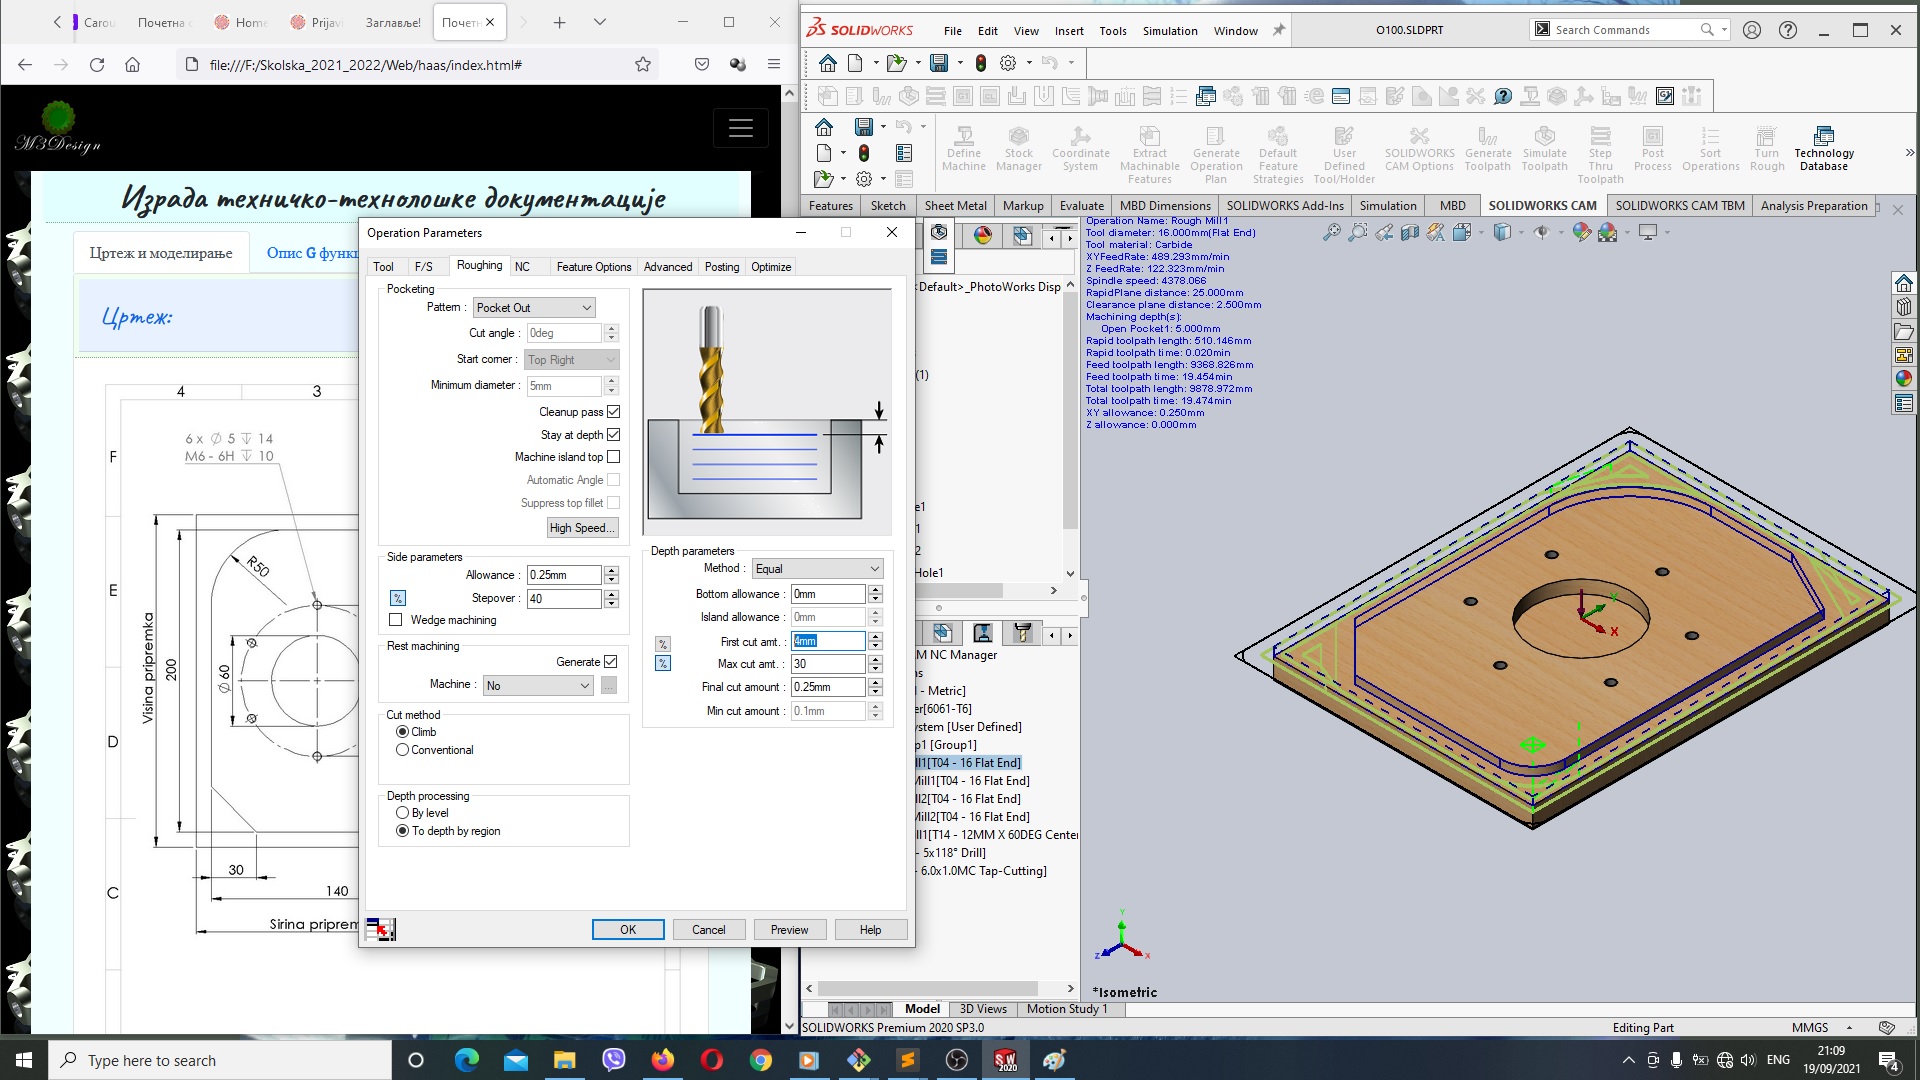 Carou
Почетна
Home
Prijavi
Заглавље!
Почетн
file:///F:/Skolska_2021_2022/Web/haas/index.html#
M3Design
Израда техничко-технолошке документације
Цртеж и моделирање
Опис G функц
Цртеж:
4
3
F
E
D
C
6 x Ø 5 ↧ 14
M6 - 6H ↧ 10
R50
Visina pripremka
200
Ø 60
30
140
Sirina priprem
Operation Parameters
Tool
F/S
Roughing
NC
Feature Options
Advanced
Posting
Optimize
Pocketing
Pattern :
Pocket Out
Cut angle :
0deg
Start corner :
Top Right
Minimum diameter :
5mm
Cleanup pass
Stay at depth
Machine island top
Automatic Angle
Suppress top fillet
High Speed...
Side parameters
Allowance :
0.25mm
%
Stepover :
40
Wedge machining
Rest machining
Generate
Machine :
No
...
Cut method
Climb
Conventional
Depth processing
By level
To depth by region
Depth parameters
Method :
Equal
Bottom allowance :
0mm
Island allowance :
0mm
%
First cut amt. :
4mm
%
Max cut amt. :
30
Final cut amount :
0.25mm
Min cut amount :
0.1mm
OK
Cancel
Preview
Help
SOLIDWORKS
File
Edit
View
Insert
Tools
Simulation
Window
O100.SLDPRT
Search Commands
Define Machine
Stock Manager
Coordinate System
Extract Machinable Features
Generate Operation Plan
Default Feature Strategies
User Defined Tool/Holder
SOLIDWORKS CAM Options
Generate Toolpath
Simulate Toolpath
Step Thru Toolpath
Post Process
Sort Operations
Turn Rough
Technology Database
Features
Sketch
Sheet Metal
Markup
Evaluate
MBD Dimensions
SOLIDWORKS Add-Ins
Simulation
MBD
SOLIDWORKS CAM
SOLIDWORKS CAM TBM
Analysis Preparation
<Default>_PhotoWorks Disp
(1)
e1
1
2
Hole1
M NC Manager
ns
l - Metric]
er[6061-T6]
ystem [User Defined]
p1 [Group1]
ill1[T04 - 16 Flat End]
Mill1[T04 - 16 Flat End]
ill2[T04 - 16 Flat End]
Mill2[T04 - 16 Flat End]
ll1[T14 - 12MM X 60DEG Center
- 5x118° Drill]
- 6.0x1.0MC Tap-Cutting]
Operation Name: Rough Mill1
Tool diameter: 16.000mm(Flat End)
Tool material: Carbide
XYFeedRate: 489.293mm/min
Z FeedRate: 122.323mm/min
Spindle speed: 4378.066
RapidPlane distance: 25.000mm
Clearance plane distance: 2.500mm
Machining depth(s):
Open Pocket1: 5.000mm
Rapid toolpath length: 510.146mm
Rapid toolpath time: 0.020min
Feed toolpath length: 9368.826mm
Feed toolpath time: 19.454min
Total toolpath length: 9878.972mm
Total toolpath time: 19.474min
XY allowance: 0.250mm
Z allowance: 0.000mm
Y
X
Y
Z
X
*Isometric
Model
3D Views
Motion Study 1
SOLIDWORKS Premium 2020 SP3.0
Editing Part
MMGS
Type here to search
ENG
21:09
19/09/2021
4